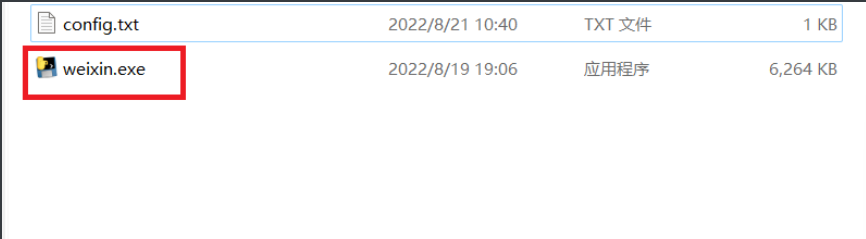 config.txt 2022/8/21 10:40 TXT 文件 1 KB
weixin.exe 2022/8/19 19:06 应用程序 6,264 KB